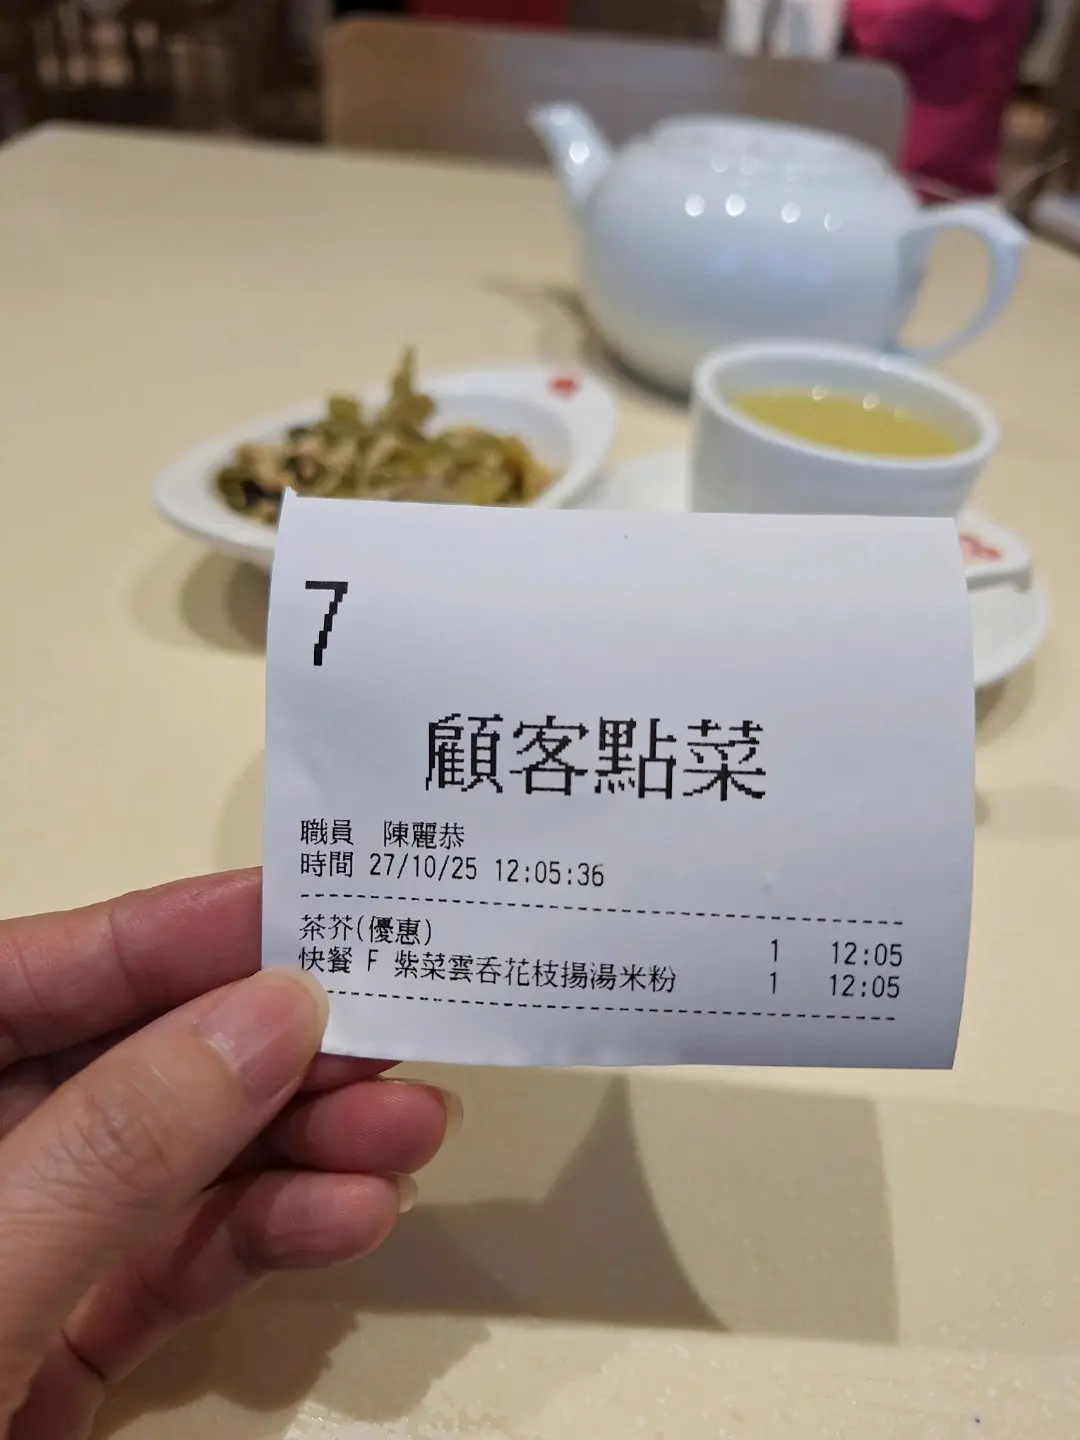 7
顧客點菜
職員 陳麗恭
時間 27/10/25 12:05:36
茶芥(優惠) 1 12:05
快餐 F 紫菜雲吞花枝揚湯米粉 1 12:05